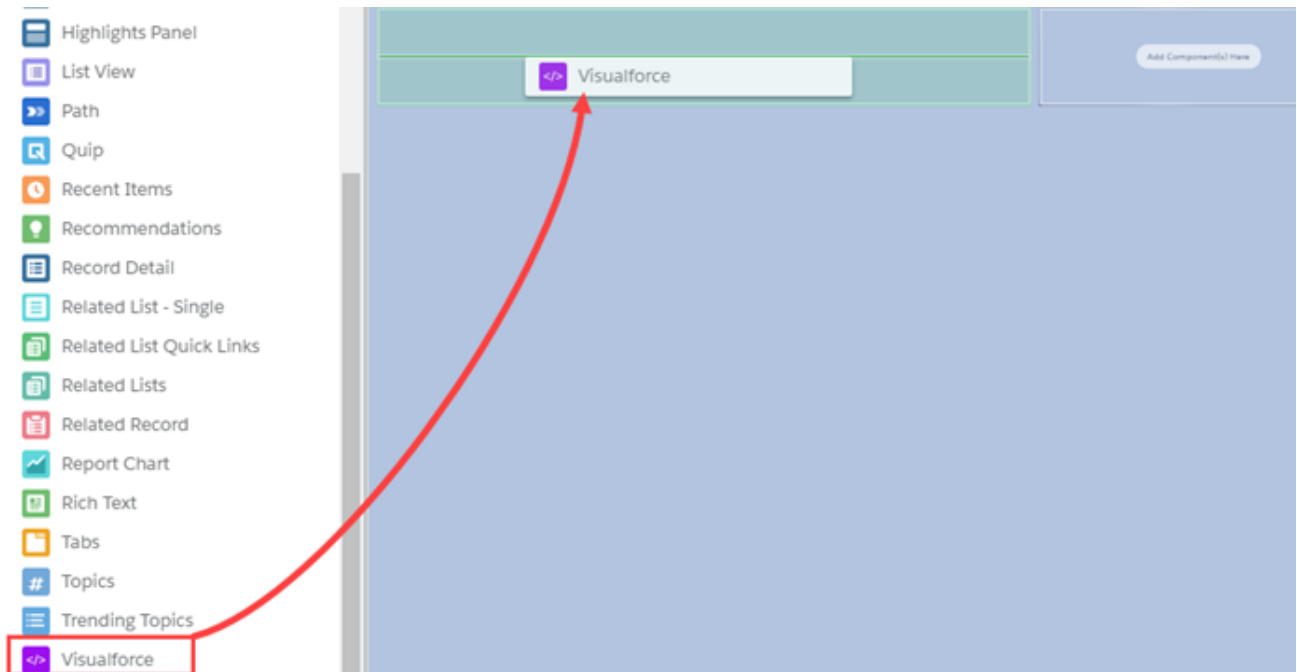 Highlights Panel
List View
Path
Quip
Recent Items
Recommendations
Record Detail
Related List - Single
Related List Quick Links
Related Lists
Related Record
Report Chart
Rich Text
Tabs
Topics
Trending Topics
Visualforce
Visualforce
Add Component(s) Here